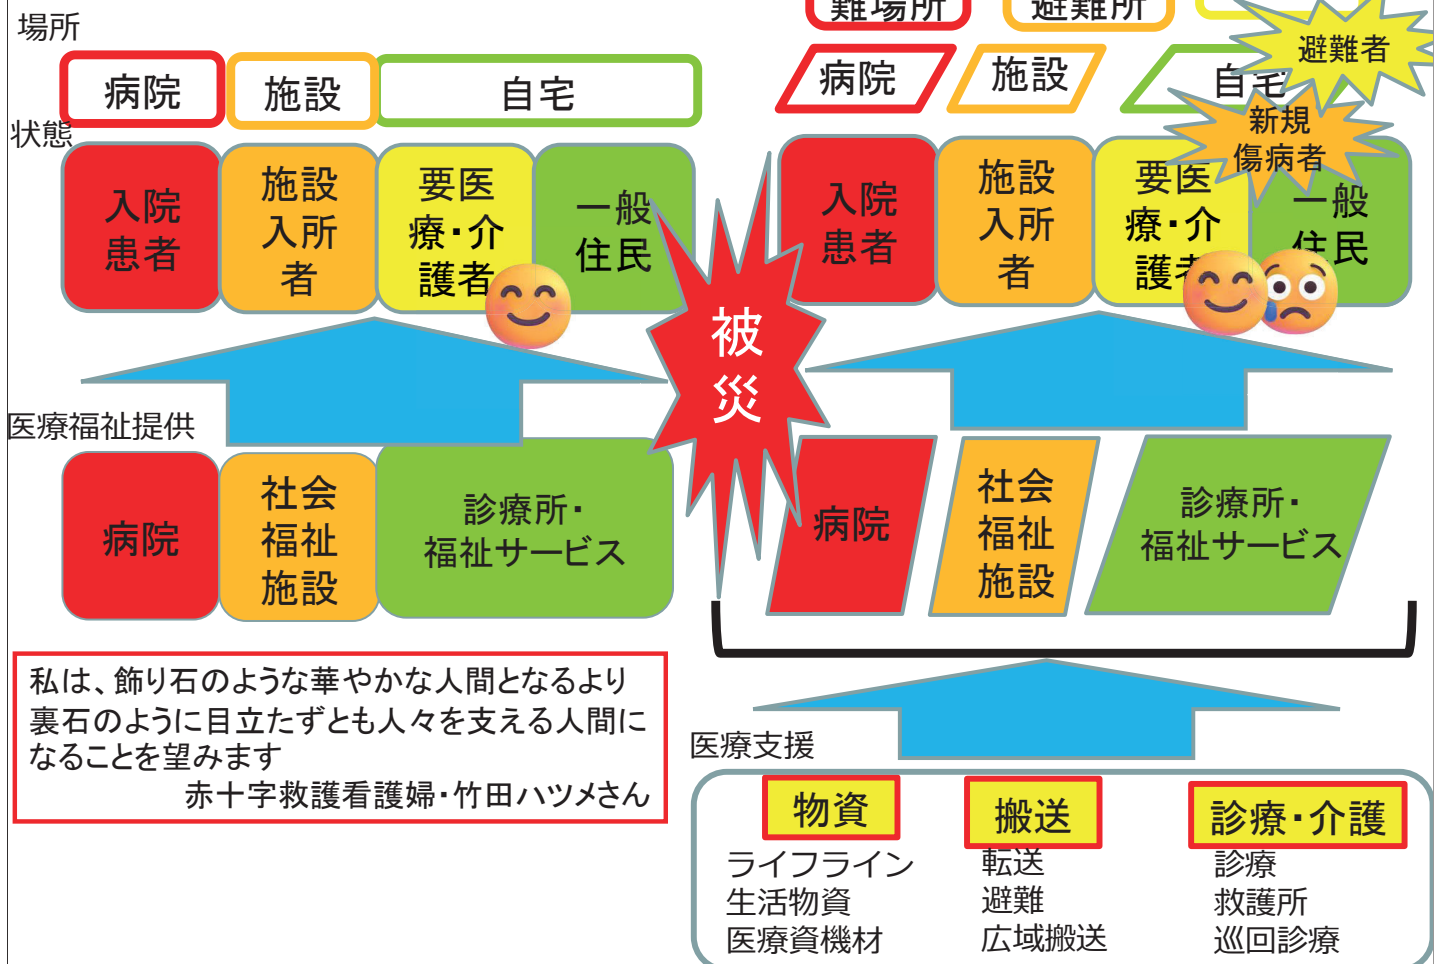 場所
病院
施設
自宅
状態
入院
患者
施設
入所
者
要医
療・介
護者
一般
住民
医療福祉提供
病院
社会
福祉
施設
診療所・
福祉サービス
私は、飾り石のような華やかな人間となるより
裏石のように目立たずとも人々を支える人間に
なることを望みます
赤十字救護看護婦・竹田ハツメさん
被
災
難場所
避難所
避難者
病院
施設
自宅
新規
傷病者
入院
患者
施設
入所
者
要医
療・介
護者
一般
住民
病院
社会
福祉
施設
診療所・
福祉サービス
医療支援
物資
ライフライン
生活物資
医療資機材
搬送
転送
避難
広域搬送
診療・介護
診療
救護所
巡回診療